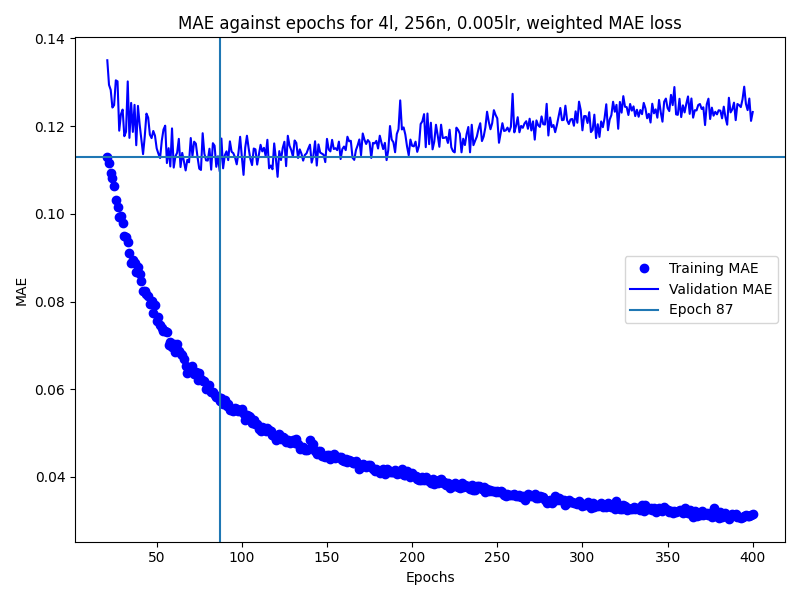 MAE against epochs for 4l, 256n, 0.005lr, weighted MAE loss
0.14
0.12
0.10
0.08
0.06
0.04
MAE
Training MAE
Validation MAE
Epoch 87
50 100 150 200 250 300 350 400
Epochs